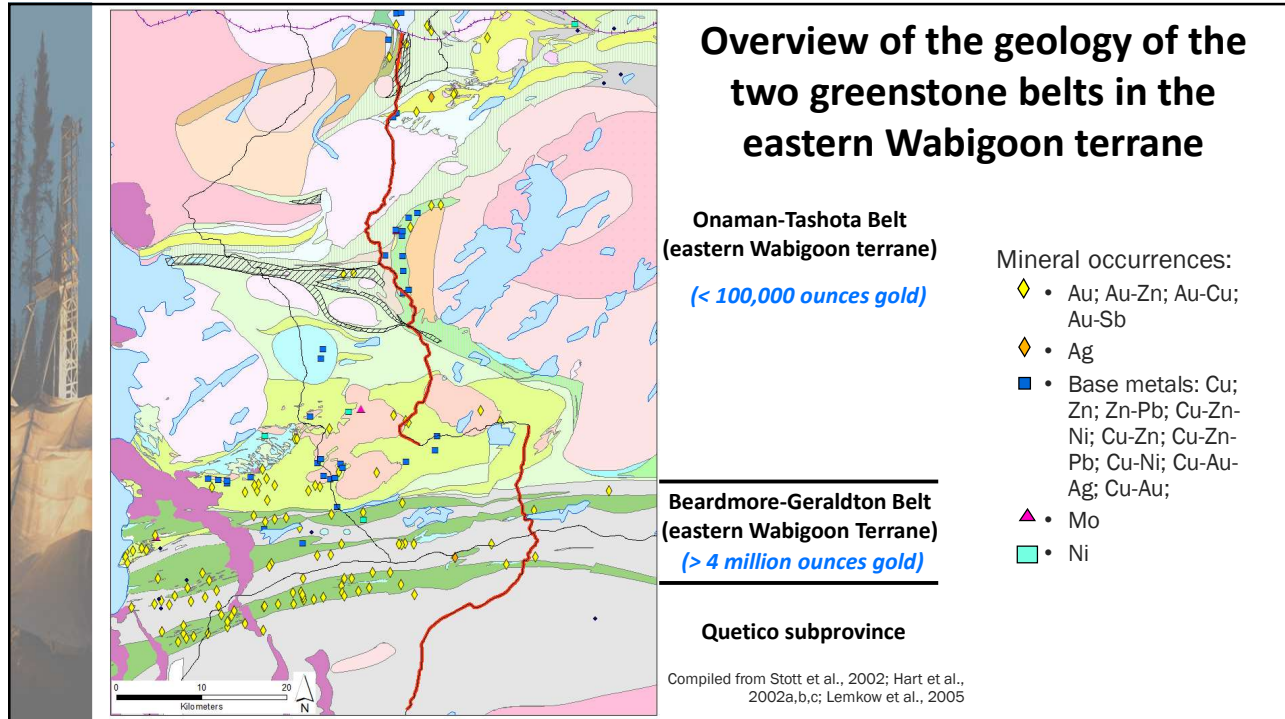 Overview of the geology of the
two greenstone belts in the
eastern Wabigoon terrane
Onaman-Tashota Belt
(eastern Wabigoon terrane)
(< 100,000 ounces gold)
Beardmore-Geraldton Belt
(eastern Wabigoon Terrane)
(> 4 million ounces gold)
Quetico subprovince
Compiled from Stott et al., 2002; Hart et al.,
2002a,b,c; Lemkow et al., 2005
Mineral occurrences:
• Au; Au-Zn; Au-Cu;
Au-Sb
• Ag
• Base metals: Cu;
Zn; Zn-Pb; Cu-Zn-
Ni; Cu-Zn; Cu-Zn-
Pb; Cu-Ni; Cu-Au-
Ag; Cu-Au;
• Mo
• Ni
0 10 20
Kilometers
N